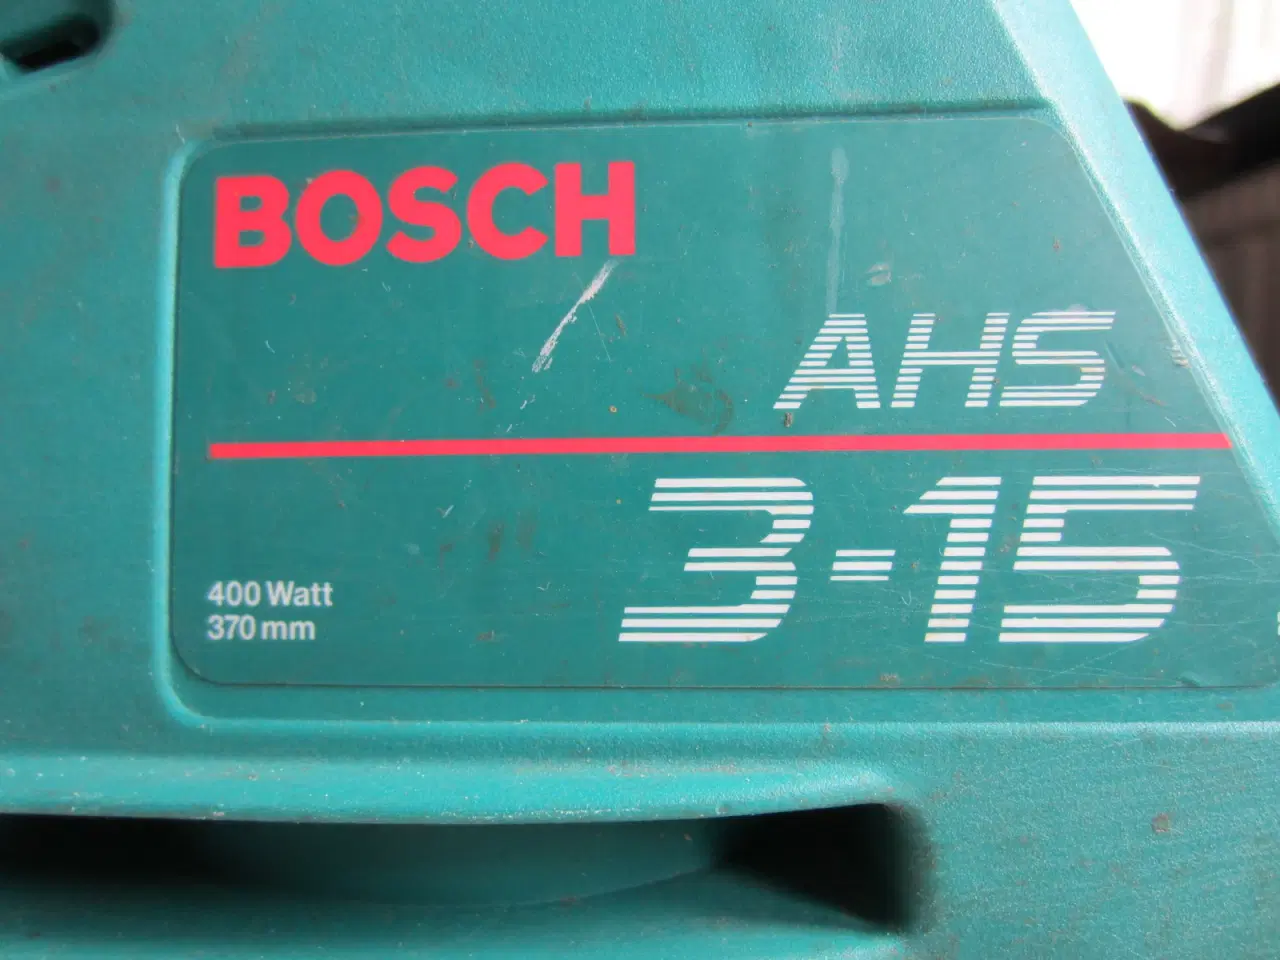 BOSCH
AHS
3-15
400 Watt
370 mm